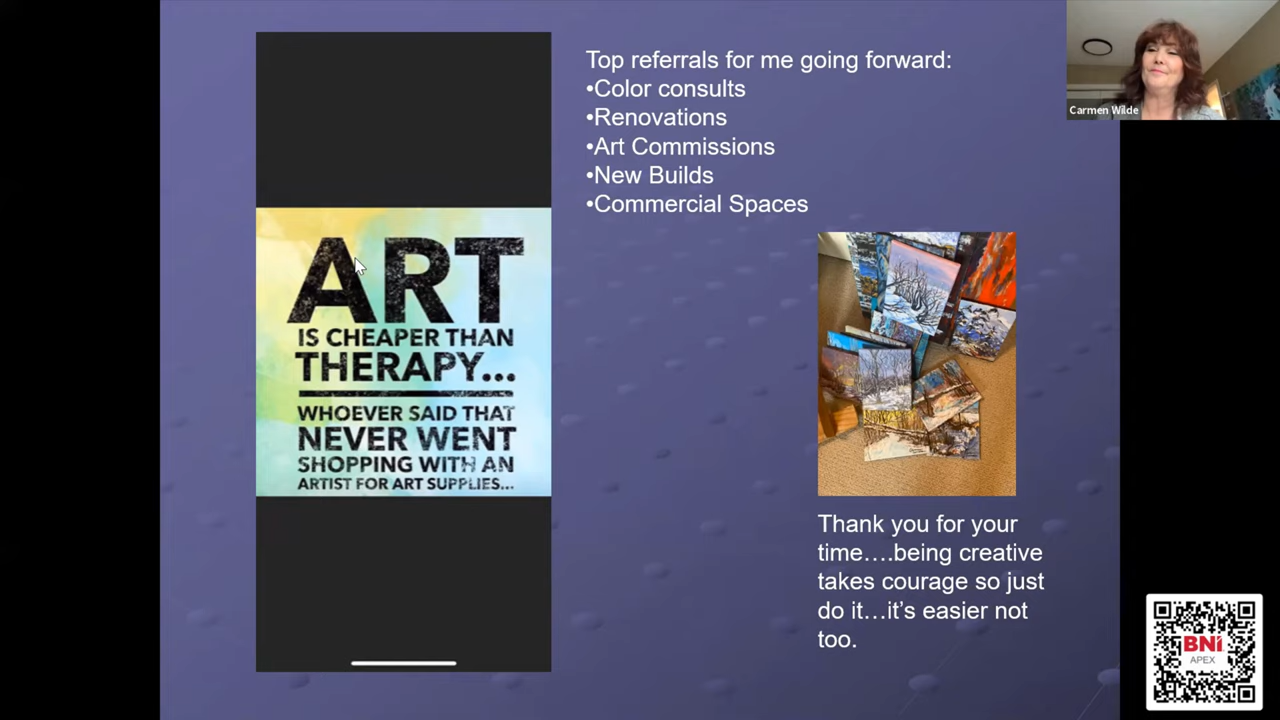 Top referrals for me going forward:
•Color consults
•Renovations
•Art Commissions
•New Builds
•Commercial Spaces
Carmen Wilde
ART
IS CHEAPER THAN
THERAPY...
WHOEVER SAID THAT
NEVER WENT
SHOPPING WITH AN
ARTIST FOR ART SUPPLIES...
Thank you for your
time….being creative
takes courage so just
do it…it’s easier not
too.
BNI
APEX